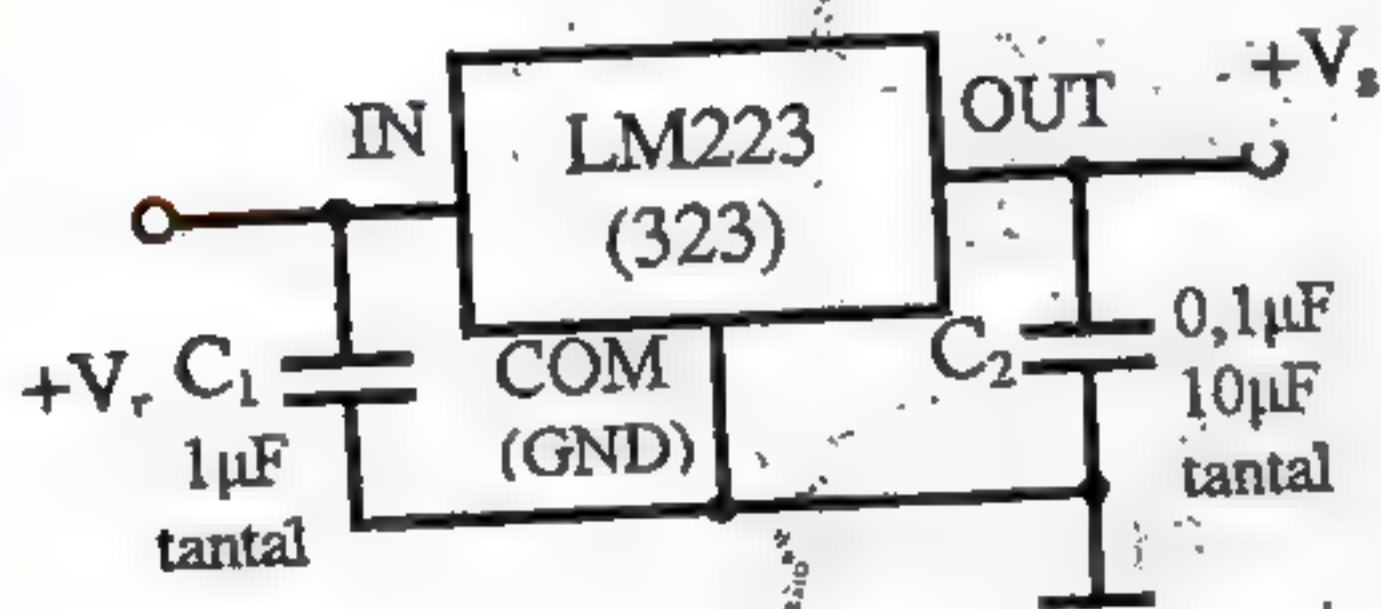 IN
LM223
(323)
OUT
+Vs
+Vr
C1
1μF
tantal
COM
(GND)
C2
0,1μF
10μF
tantal